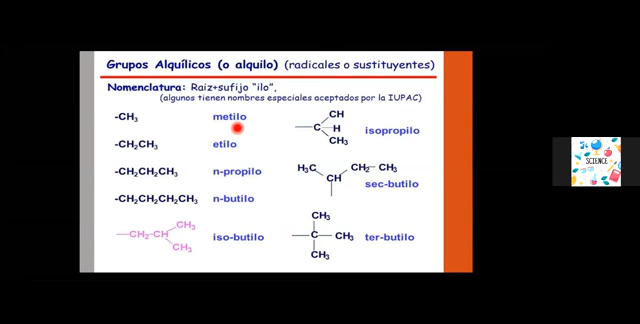 Grupos Alquílicos (o alquilo) (radicales o sustituyentes)
Nomenclatura: Raiz+sufijo "ilo",
(algunos tienen nombres especiales aceptados por la IUPAC)
-CH3 metilo
-CH2CH3 etilo
-CH2CH2CH3 n-propilo
-CH2CH2CH2CH3 n-butilo
CH3
CH2-CH
CH3
iso-butilo
CH
C H
CH3
isopropilo
H3C CH2 CH3
CH
sec-butilo
CH3
C CH3
CH3
ter-butilo
SCIENCE